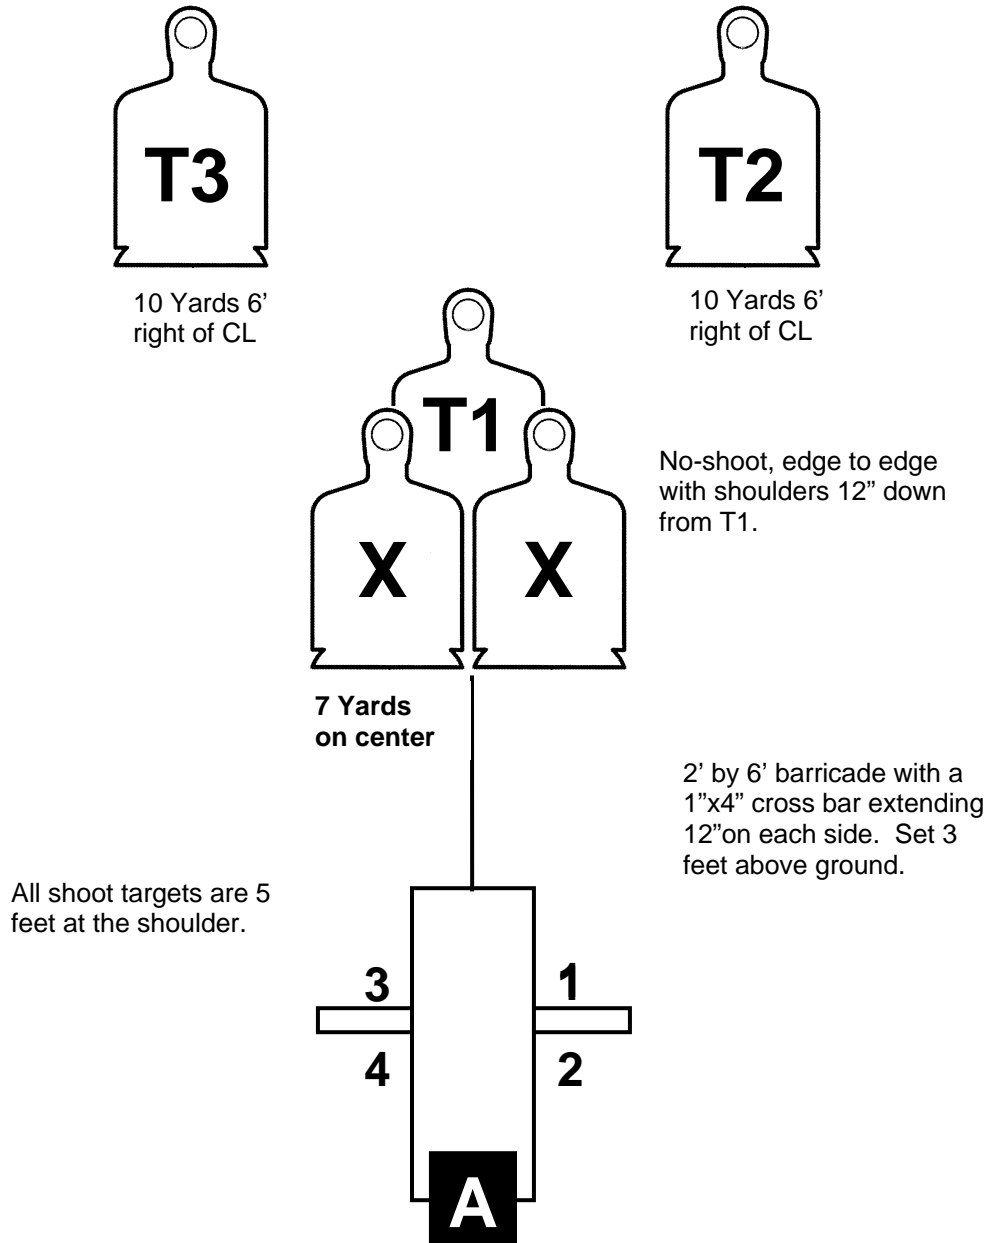 T3
T2
10 Yards 6’
right of CL
10 Yards 6’
right of CL
T1
No-shoot, edge to edge
with shoulders 12” down
from T1.
X
X
7 Yards
on center
2’ by 6’ barricade with a
1”x4” cross bar extending
12”on each side. Set 3
feet above ground.
All shoot targets are 5
feet at the shoulder.
3
1
4
2
A